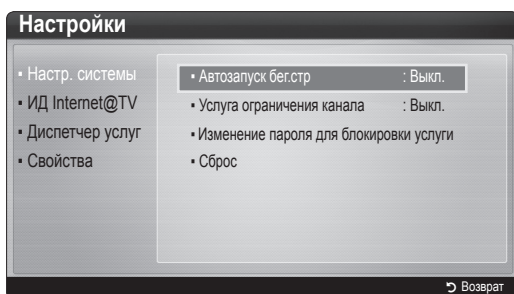 Настройки
▪ Настр. системы
▪ ИД Internet@TV
▪ Диспетчер услуг
▪ Свойства
▪ Автозапуск бег.стр : Выкл.
▪ Услуга ограничения канала : Выкл.
▪ Изменение пароля для блокировки услуги
▪ Сброс
Возврат